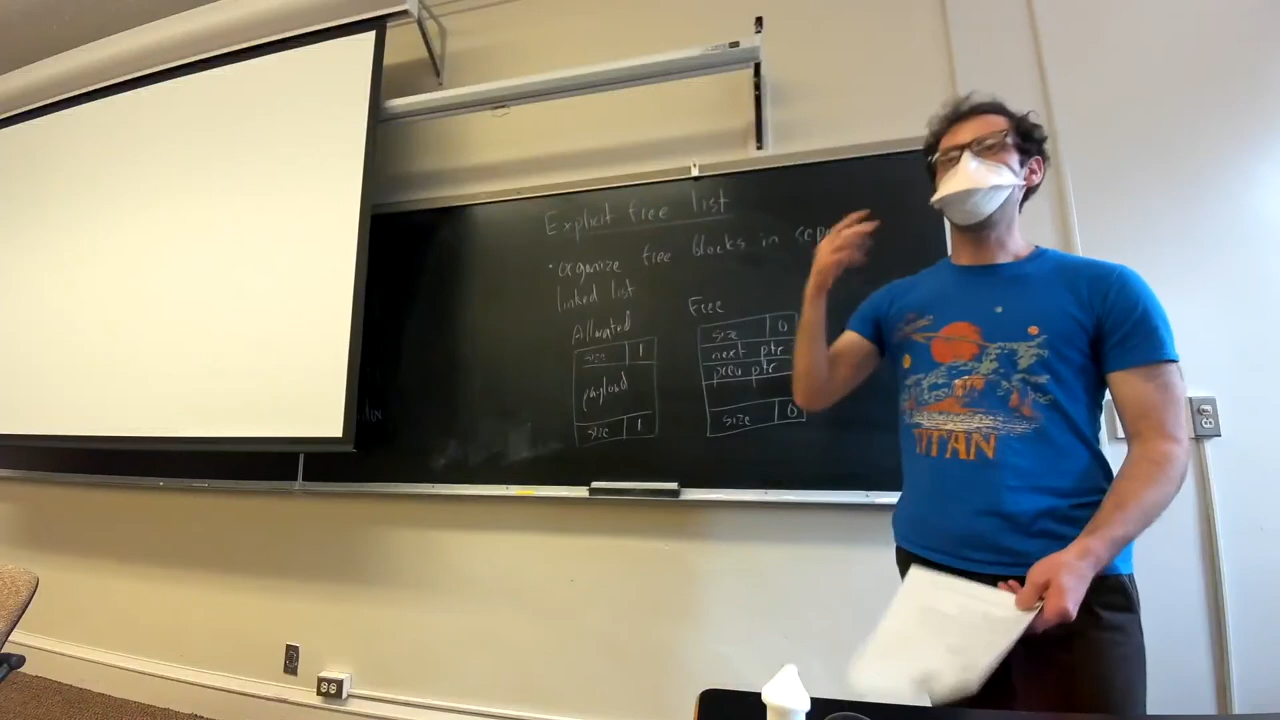 Explicit free list
• organize free blocks in sepa
linked list
Allocated
Free
size 1
payload
size 1
size 0
next ptr
prev ptr
size 0
TITAN